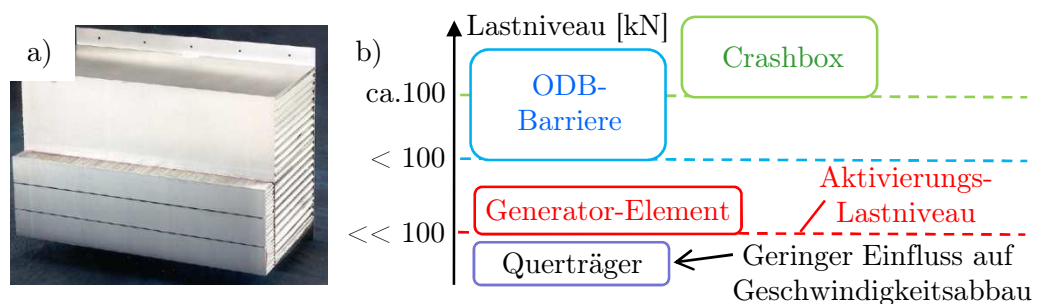 a)
b)
Lastniveau [kN]
Crashbox
ca.100
ODB-
Barriere
< 100
Aktivierungs-
Lastniveau
Generator-Element
<< 100
Querträger
Geringer Einfluss auf
Geschwindigkeitsabbau